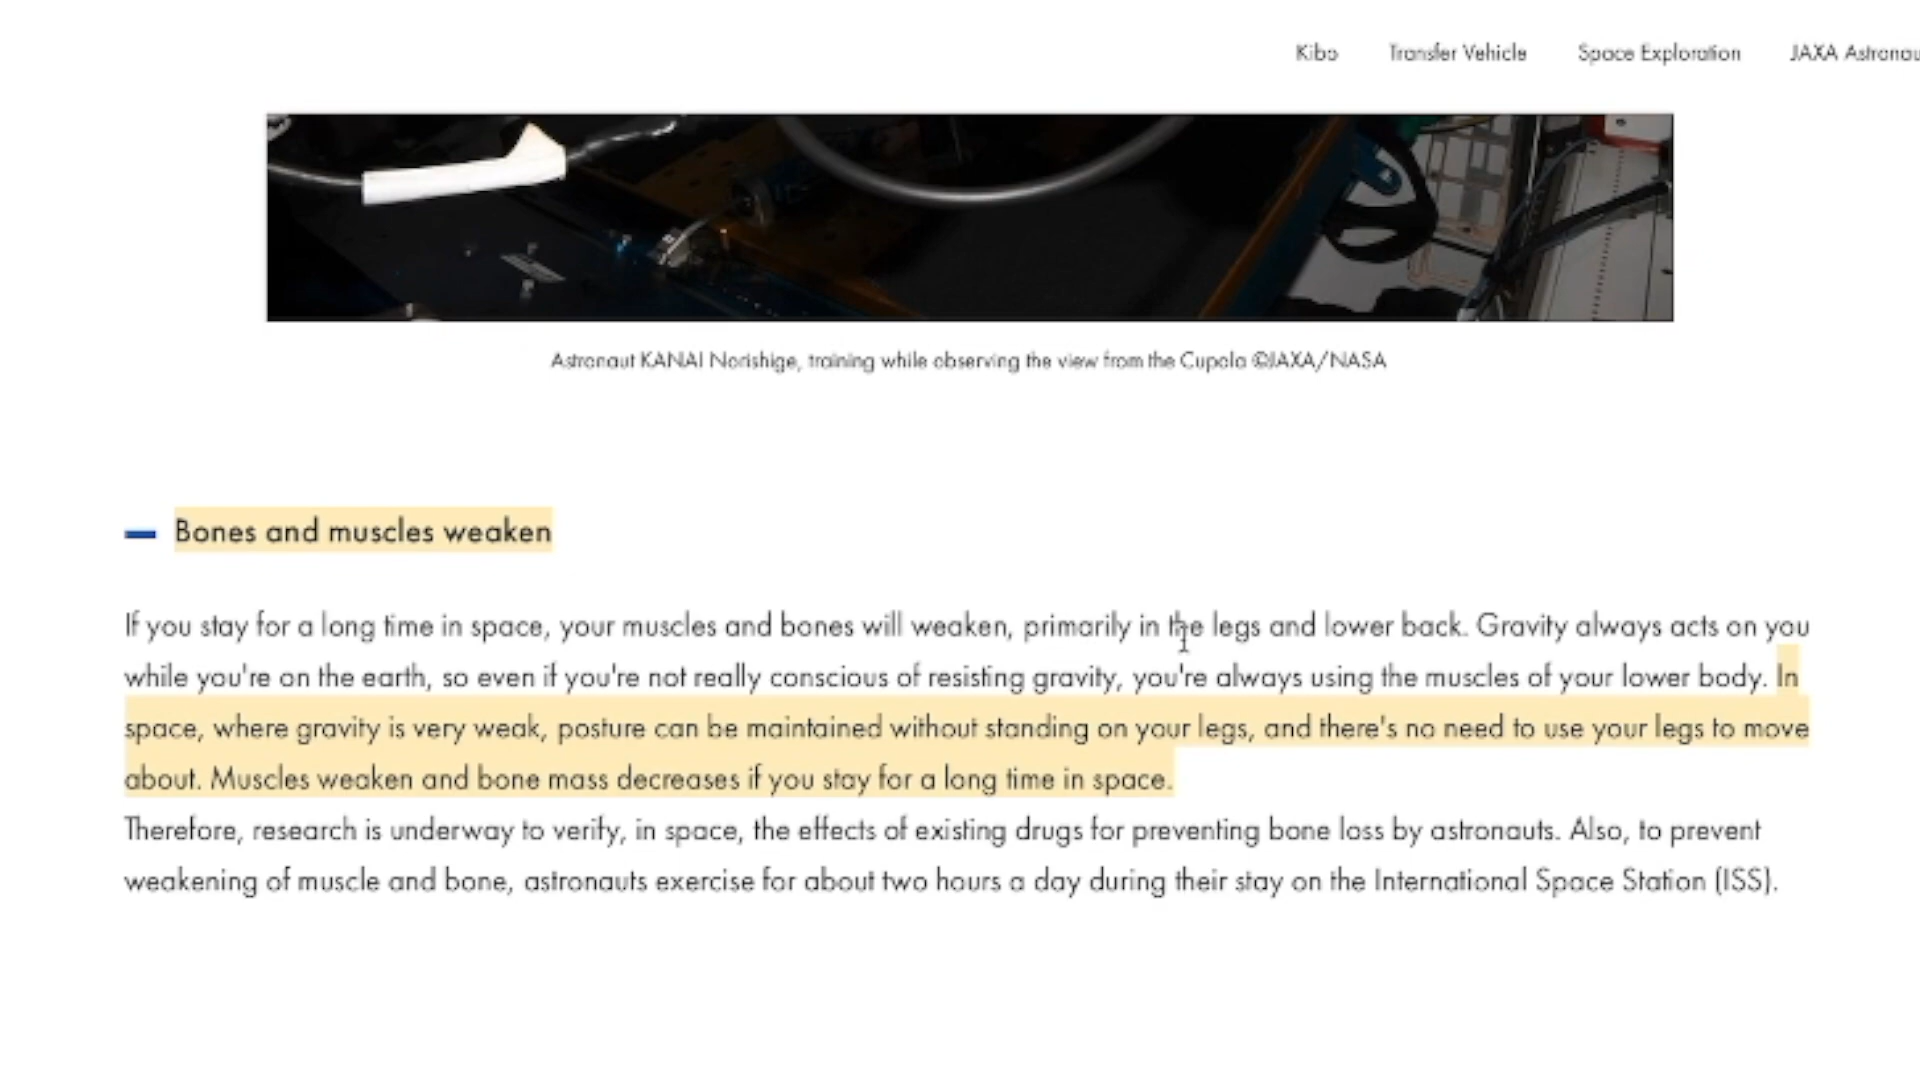 Kibo Transfer Vehicle Space Exploration JAXA Astronau
Astronaut KANAI Norishige, training while observing the view from the Cupola ©JAXA/NASA
Bones and muscles weaken
If you stay for a long time in space, your muscles and bones will weaken, primarily in the legs and lower back. Gravity always acts on you
while you're on the earth, so even if you're not really conscious of resisting gravity, you're always using the muscles of your lower body. In
space, where gravity is very weak, posture can be maintained without standing on your legs, and there's no need to use your legs to move
about. Muscles weaken and bone mass decreases if you stay for a long time in space.
Therefore, research is underway to verify, in space, the effects of existing drugs for preventing bone loss by astronauts. Also, to prevent
weakening of muscle and bone, astronauts exercise for about two hours a day during their stay on the International Space Station (ISS).